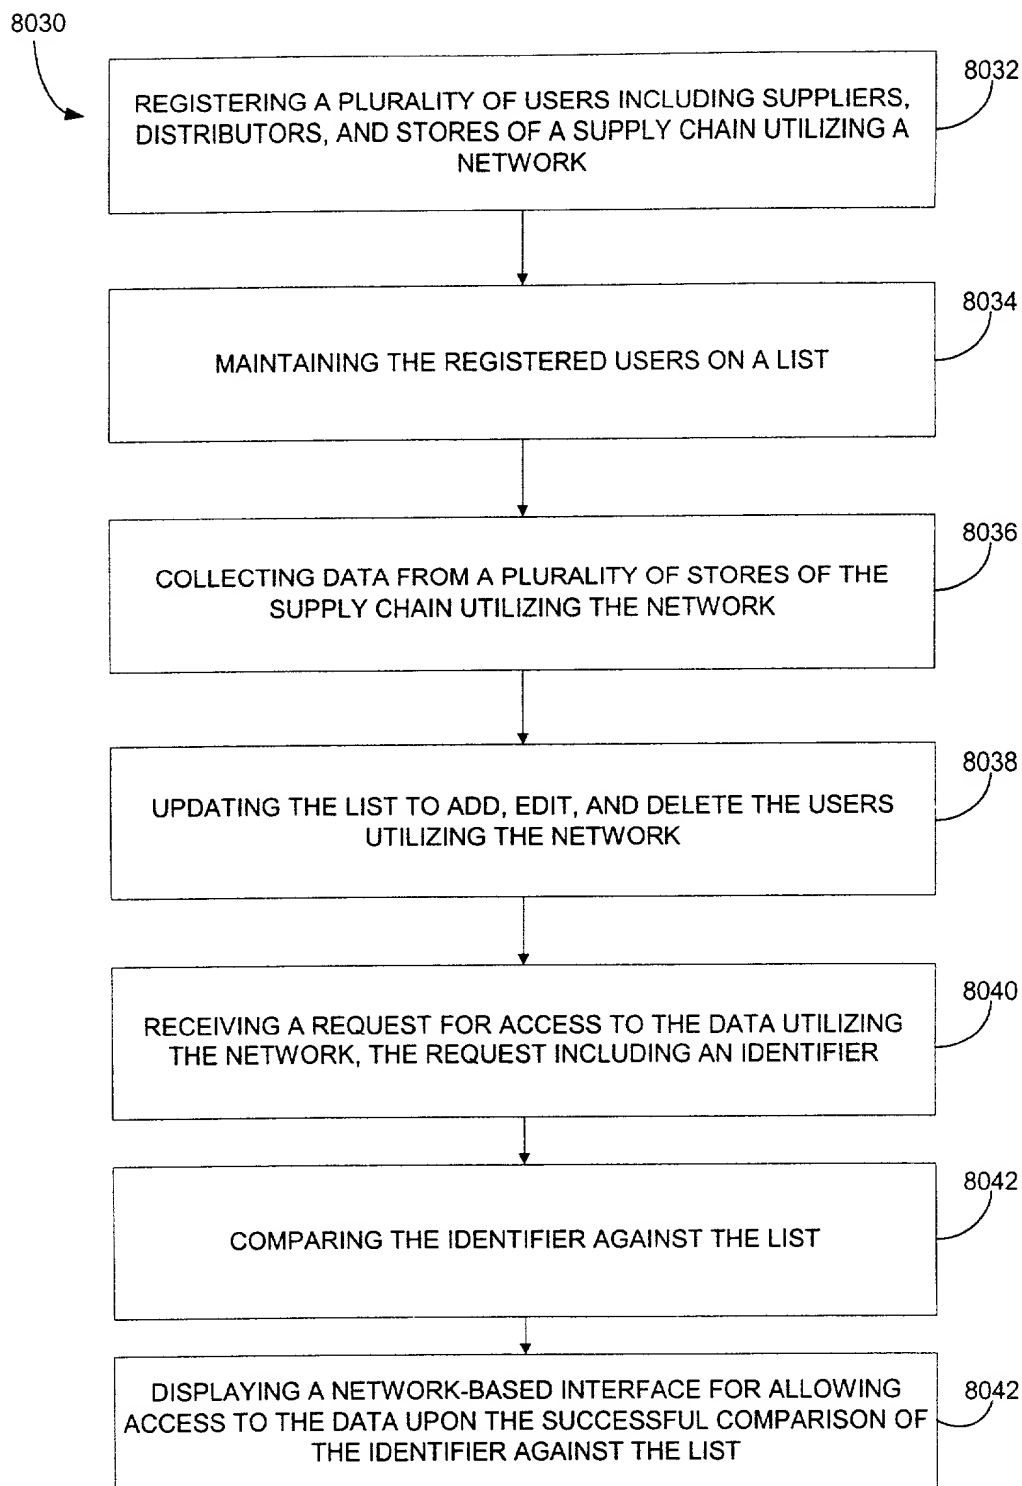 8030
8032
REGISTERING A PLURALITY OF USERS INCLUDING SUPPLIERS,
DISTRIBUTORS, AND STORES OF A SUPPLY CHAIN UTILIZING A
NETWORK
8034
MAINTAINING THE REGISTERED USERS ON A LIST
8036
COLLECTING DATA FROM A PLURALITY OF STORES OF THE
SUPPLY CHAIN UTILIZING THE NETWORK
8038
UPDATING THE LIST TO ADD, EDIT, AND DELETE THE USERS
UTILIZING THE NETWORK
8040
RECEIVING A REQUEST FOR ACCESS TO THE DATA UTILIZING
THE NETWORK, THE REQUEST INCLUDING AN IDENTIFIER
8042
COMPARING THE IDENTIFIER AGAINST THE LIST
8042
DISPLAYING A NETWORK-BASED INTERFACE FOR ALLOWING
ACCESS TO THE DATA UPON THE SUCCESSFUL COMPARISON OF
THE IDENTIFIER AGAINST THE LIST